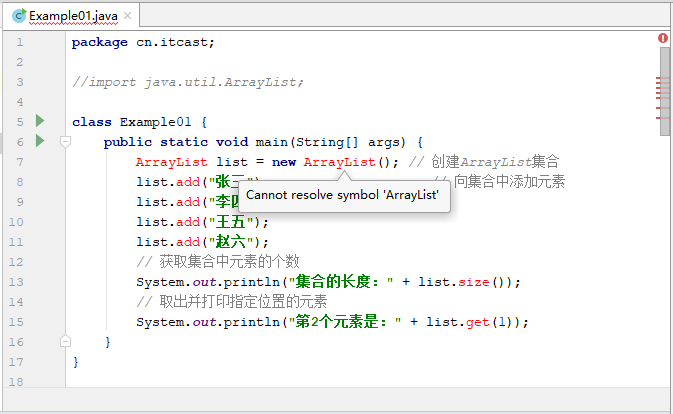 Example01.java
1 package cn.itcast;
2
3 //import java.util.ArrayList;
4
5 class Example01 {
6 public static void main(String[] args) {
7 ArrayList list = new ArrayList(); // 创建ArrayList集合
8 list.add("张三" // 向集合中添加元素
Cannot resolve symbol 'ArrayList'
9 list.add("李四
10 list.add("王五");
11 list.add("赵六");
12 // 获取集合中元素的个数
13 System.out.println("集合的长度：" + list.size());
14 // 取出并打印指定位置的元素
15 System.out.println("第2个元素是：" + list.get(1));
16 }
17 }
18